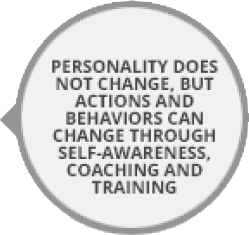 PERSONALITY DOES
NOT CHANGE, BUT
ACTIONS AND
BEHAVIORS CAN
CHANGE THROUGH
SELF-AWARENESS,
COACHING AND
TRAINING